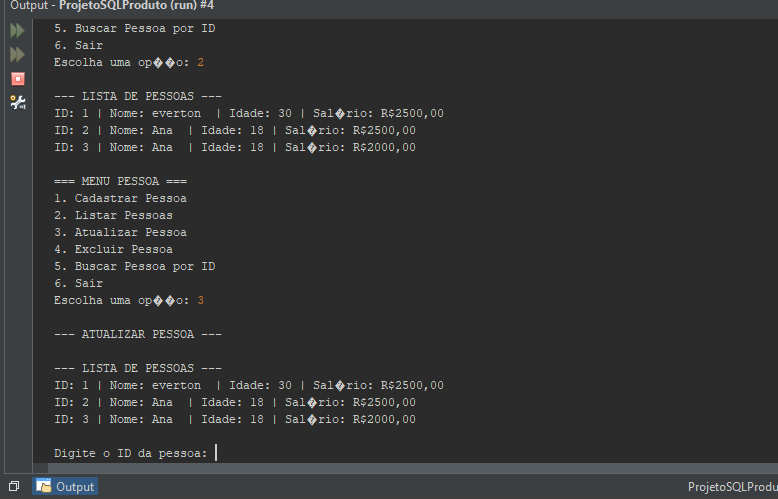 Output - ProjetoSQLProduto (run) #4
5. Buscar Pessoa por ID
6. Sair
Escolha uma op��o: 2
--- LISTA DE PESSOAS ---
ID: 1 | Nome: everton  | Idade: 30 | Sal�rio: R$2500,00
ID: 2 | Nome: Ana  | Idade: 18 | Sal�rio: R$2500,00
ID: 3 | Nome: Ana  | Idade: 18 | Sal�rio: R$2000,00
=== MENU PESSOA ===
1. Cadastrar Pessoa
2. Listar Pessoas
3. Atualizar Pessoa
4. Excluir Pessoa
5. Buscar Pessoa por ID
6. Sair
Escolha uma op��o: 3
--- ATUALIZAR PESSOA ---
--- LISTA DE PESSOAS ---
ID: 1 | Nome: everton  | Idade: 30 | Sal�rio: R$2500,00
ID: 2 | Nome: Ana  | Idade: 18 | Sal�rio: R$2500,00
ID: 3 | Nome: Ana  | Idade: 18 | Sal�rio: R$2000,00
Digite o ID da pessoa:
Output
ProjetoSQLProdu